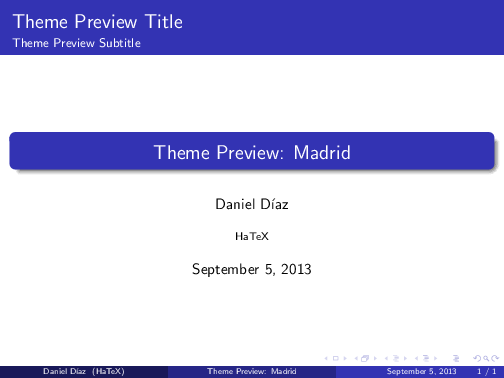 Theme Preview Title
Theme Preview Subtitle
Theme Preview: Madrid
Daniel Díaz
HaTeX
September 5, 2013
Daniel Díaz (HaTeX) Theme Preview: Madrid September 5, 2013 1 / 1